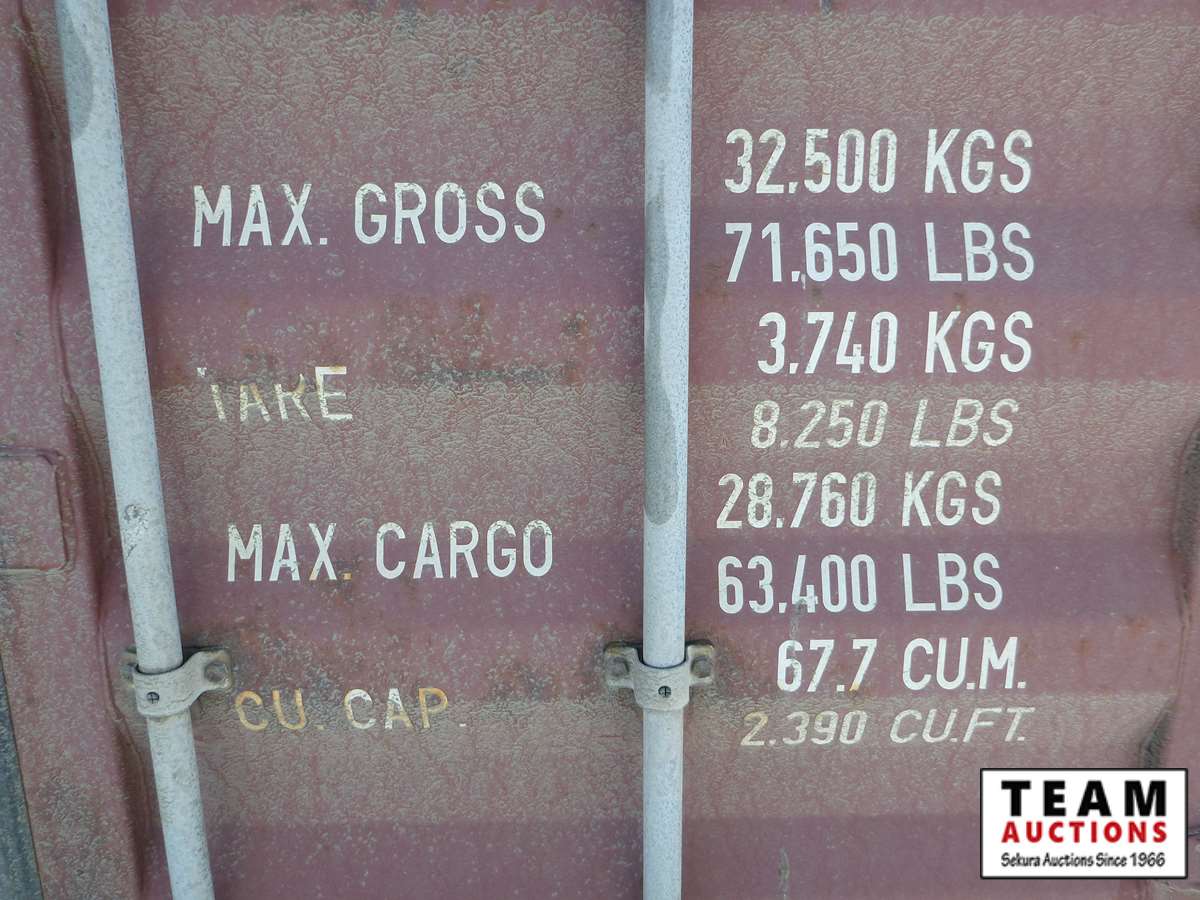 MAX. GROSS 32,500 KGS
71,650 LBS
TARE 3,740 KGS
8.250 LBS
MAX. CARGO 28.760 KGS
63,400 LBS
CU. CAP. 67.7 CU.M.
2.390 CU.FT.
TEAM
AUCTIONS
Sekura Auctions Since 1966